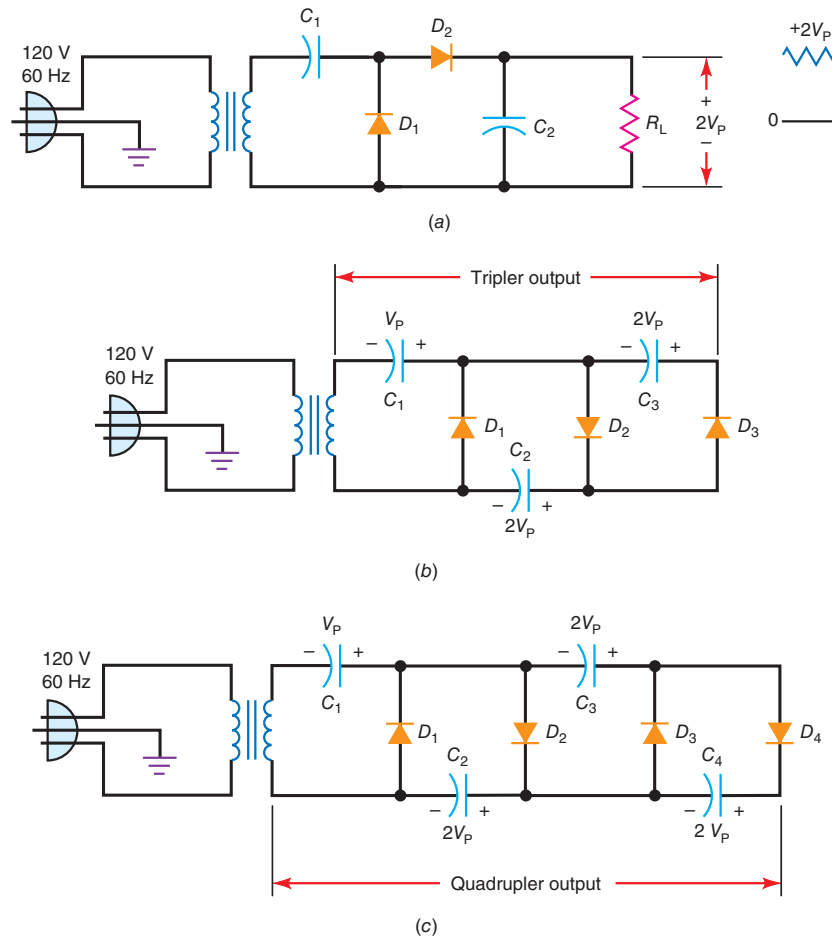 C1
D2
+2VP
120 V
60 Hz
D1
C2
RL
+
2VP
–
0
(a)
Tripler output
VP
2VP
– +
– +
120 V
60 Hz
C1
C3
D1
D2
D3
C2
– +
2VP
(b)
VP
2VP
– +
– +
120 V
60 Hz
C1
C3
D1
D2
D3
D4
C2
C4
– +
– +
2VP
2 VP
Quadrupler output
(c)